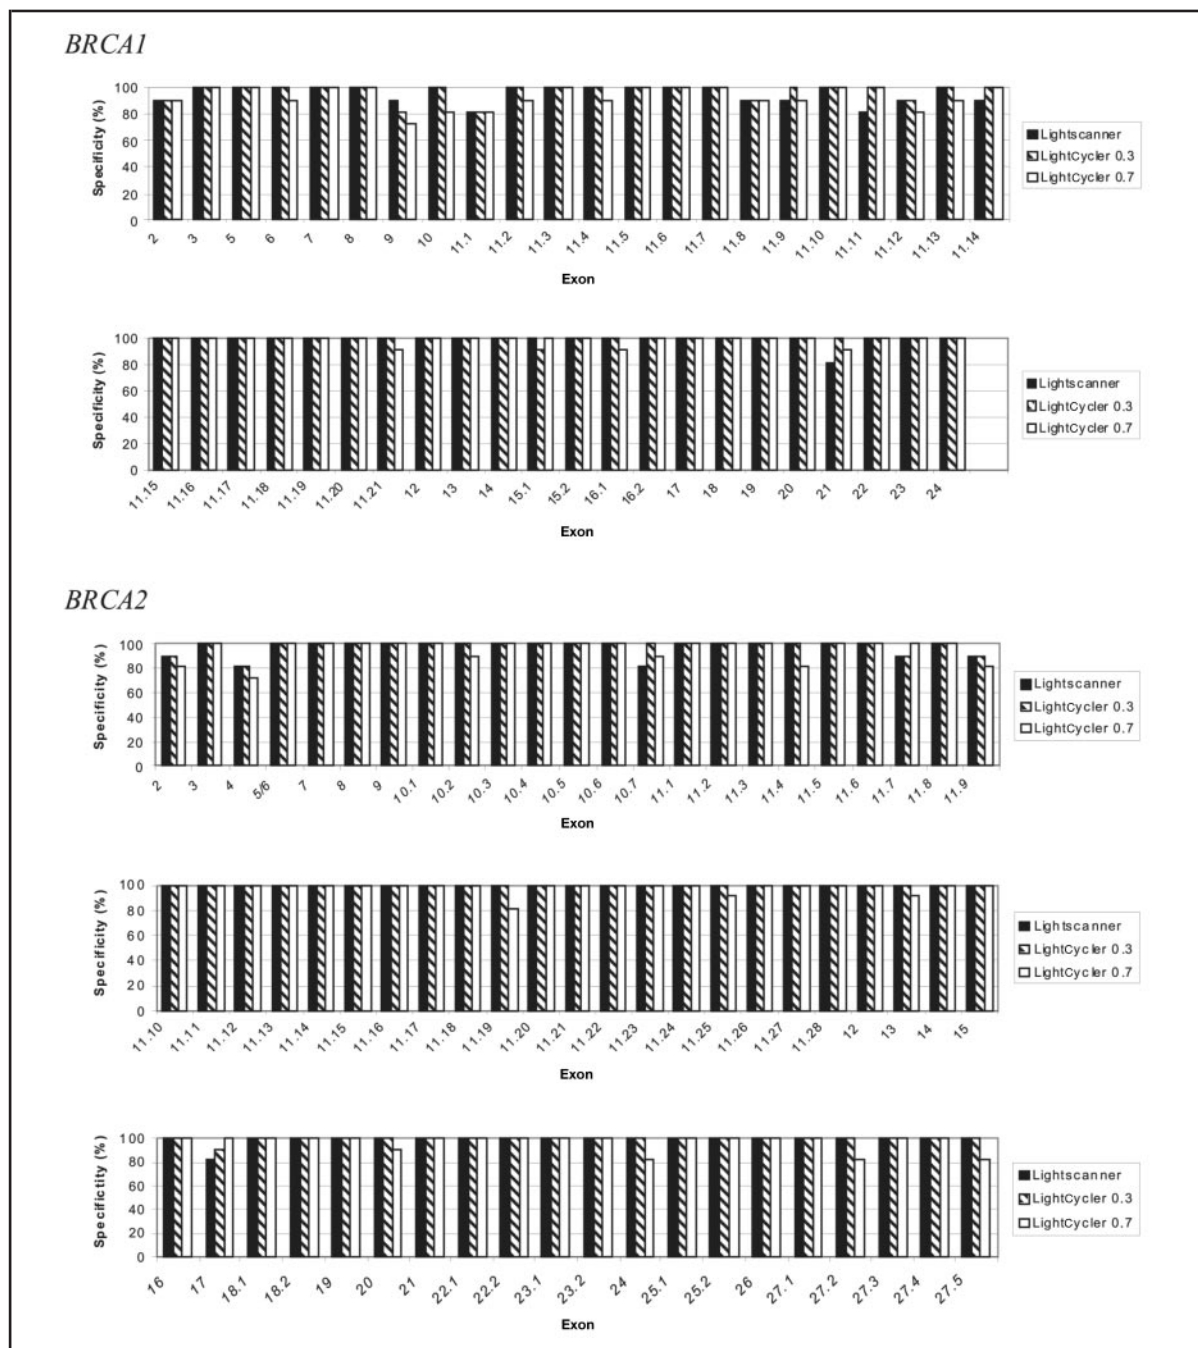 BRCA1
Specificity (%)
100
80
60
40
20
0
2 3 5 6 7 8 9 10 11.1 11.2 11.3 11.4 11.5 11.6 11.7 11.8 11.9 11.10 11.11 11.12 11.13 11.14
Exon
Lightscanner
LightCycler 0.3
LightCycler 0.7
Specificity (%)
100
80
60
40
20
0
11.15 11.16 11.17 11.18 11.19 11.20 11.21 12 13 14 15.1 15.2 16.1 16.2 17 18 19 20 21 22 23 24
Exon
Lightscanner
LightCycler 0.3
LightCycler 0.7
BRCA2
Specificity (%)
100
80
60
40
20
0
2 3 4 5/6 7 8 9 10.1 10.2 10.3 10.4 10.5 10.6 10.7 11.1 11.2 11.3 11.4 11.5 11.6 11.7 11.8 11.9
Exon
Lightscanner
LightCycler 0.3
LightCycler 0.7
Specificity (%)
100
80
60
40
20
0
11.10 11.11 11.12 11.13 11.14 11.15 11.16 11.17 11.18 11.19 11.20 11.21 11.22 11.23 11.24 11.25 11.26 11.27 11.28 12 13 14 15
Exon
Lightscanner
LightCycler 0.3
LightCycler 0.7
Specifictity (%)
100
80
60
40
20
0
16 17 18.1 18.2 19 20 21 22.1 22.2 23.1 23.2 24 25.1 25.2 26 27.1 27.2 27.3 27.4 27.5
Exon
Lightscanner
LightCycler 0.3
LightCycler 0.7